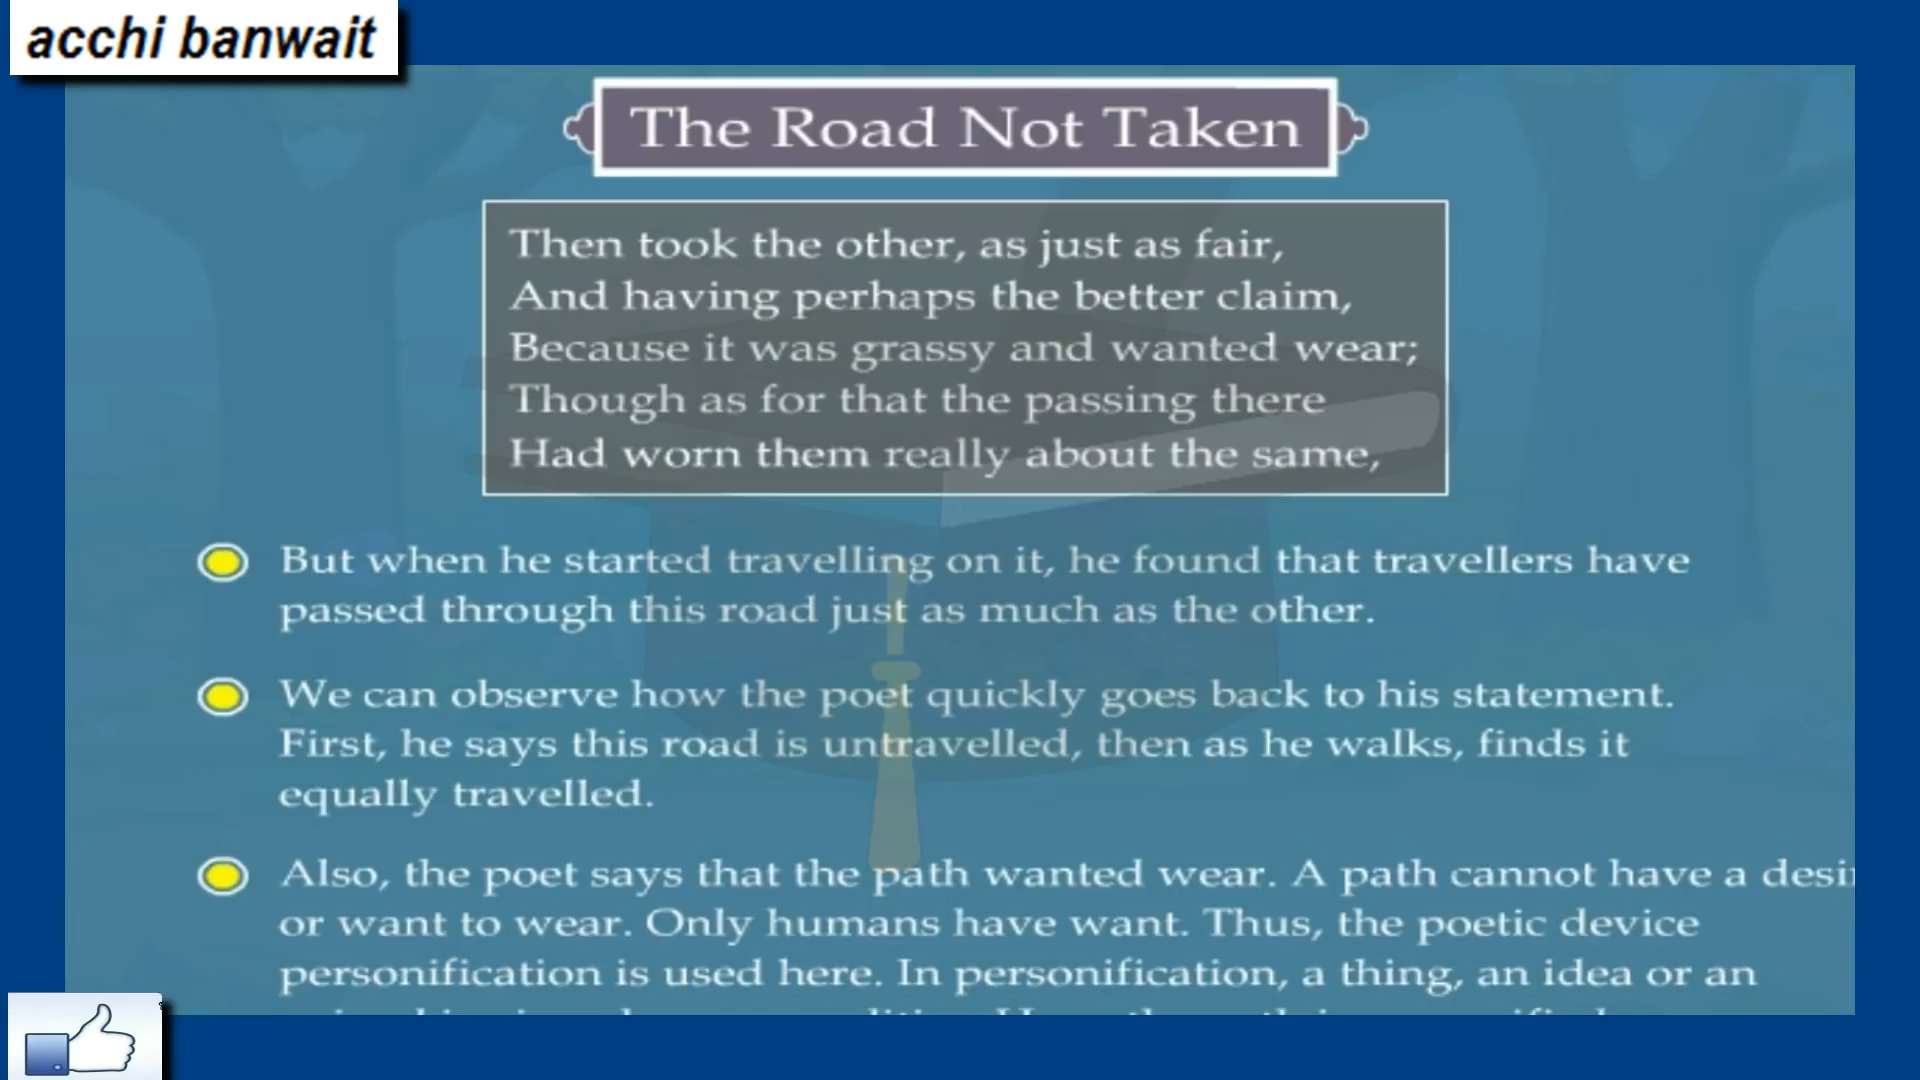 acchi banwait
The Road Not Taken
Then took the other, as just as fair,
And having perhaps the better claim,
Because it was grassy and wanted wear;
Though as for that the passing there
Had worn them really about the same,
But when he started travelling on it, he found that travellers have
passed through this road just as much as the other.
We can observe how the poet quickly goes back to his statement.
First, he says this road is untravelled, then as he walks, finds it
equally travelled.
Also, the poet says that the path wanted wear. A path cannot have a
or want to wear. Only humans have want. Thus, the poetic device
personification is used here. In personification, a thing, an idea or an